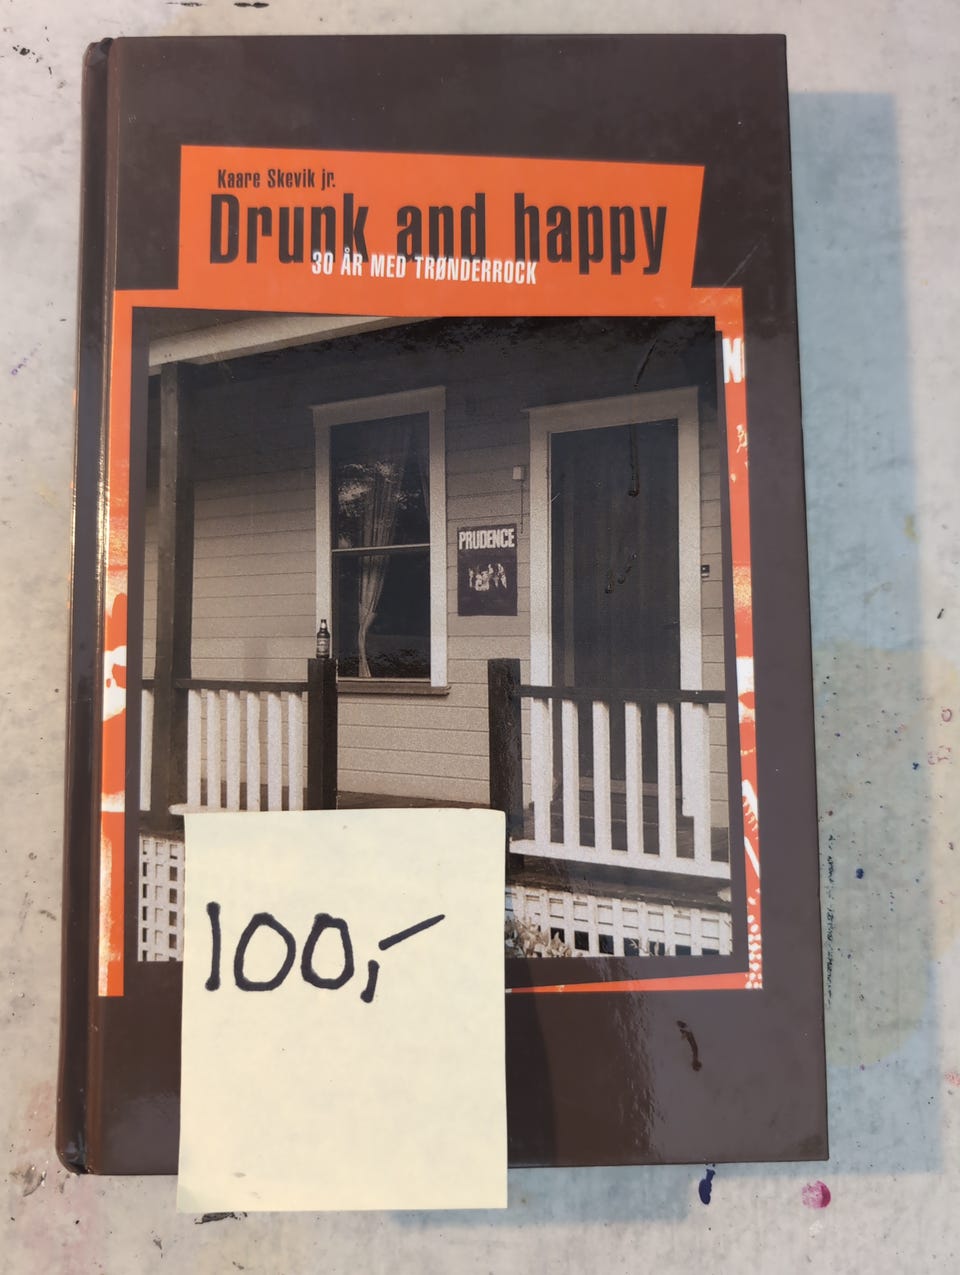 Kaare Skevik jr.
Drunk and happy
30 ÅR MED TRØNDERROCK
N
PRUDENCE
100,-